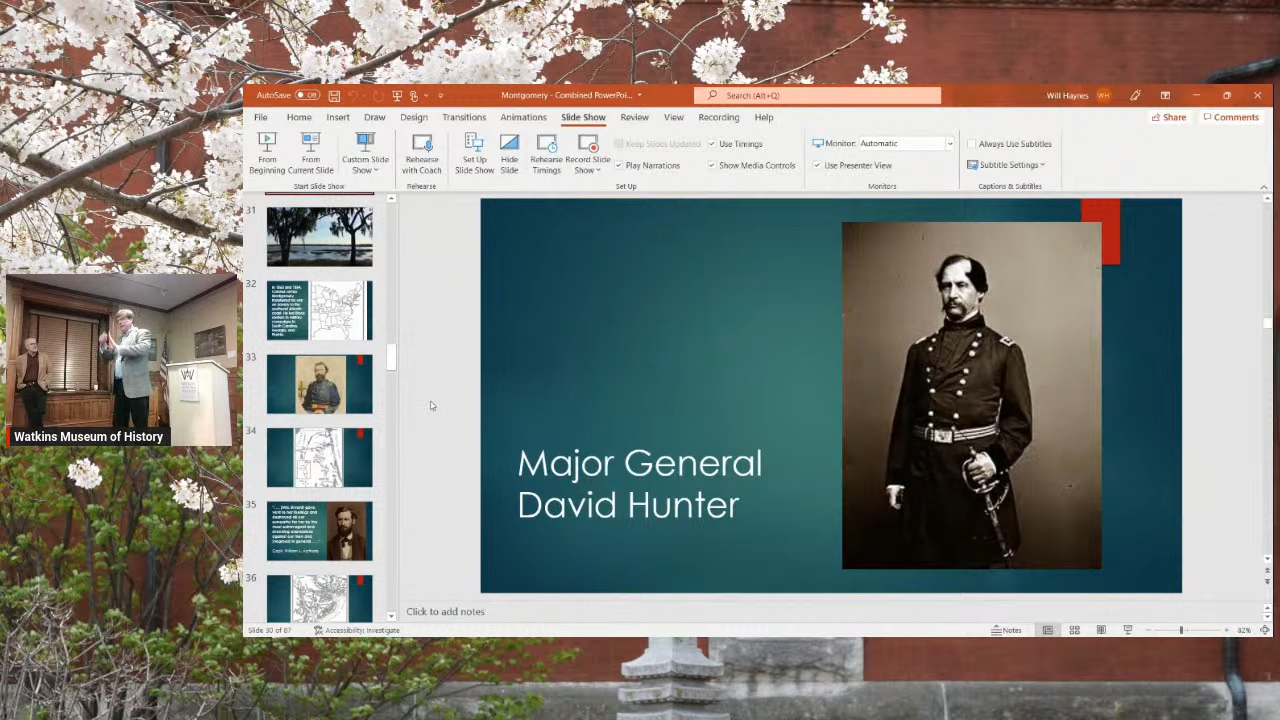 AutoSave Off
Montgomery - Combined PowerPoi...
Search (Alt+Q)
Will Haynes WH
File Home Insert Draw Design Transitions Animations Slide Show Review View Recording Help
Share Comments
From Beginning
From Current Slide
Custom Slide Show
Start Slide Show
Rehearse with Coach
Rehearse
Set Up Slide Show
Hide Slide
Rehearse Timings
Record Slide Show
Keep Slides Updated
Play Narrations
Use Timings
Show Media Controls
Set Up
Monitor: Automatic
Use Presenter View
Monitors
Always Use Subtitles
Subtitle Settings
Captions & Subtitles
31
32
33
34
35
36
Major General
David Hunter
Watkins Museum of History
Click to add notes
Slide 30 of 87
Accessibility: Investigate
Notes
82%